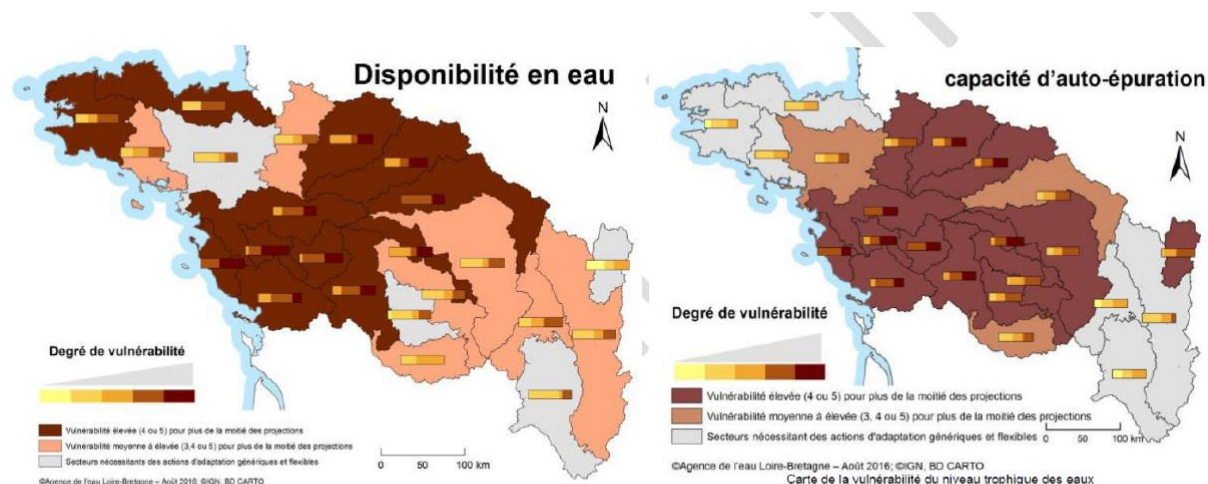 Disponibilité en eau
N
Degré de vulnérabilité
Vulnérabilité élevée (4 ou 5) pour plus de la moitié des projections
Vulnérabilité moyenne à élevée (3,4 ou 5) pour plus de la moitié des projections
Secteurs nécessitants des actions d'adaptation génériques et flexibles
0 50 100 km
©Agence de l'eau Loire-Bretagne – Août 2016; ©IGN, BD CARTO
capacité d'auto-épuration
N
Degré de vulnérabilité
Vulnérabilité élevée (4 ou 5) pour plus de la moitié des projections
Vulnérabilité moyenne à élevée (3, 4 ou 5) pour plus de la moitié des projections
Secteurs nécessitant des actions d'adaptation génériques et flexibles
0 50 100 km
©Agence de l'eau Loire-Bretagne – Août 2016; ©IGN, BD CARTO
Carte de la vulnérabilité du niveau trophique des eaux